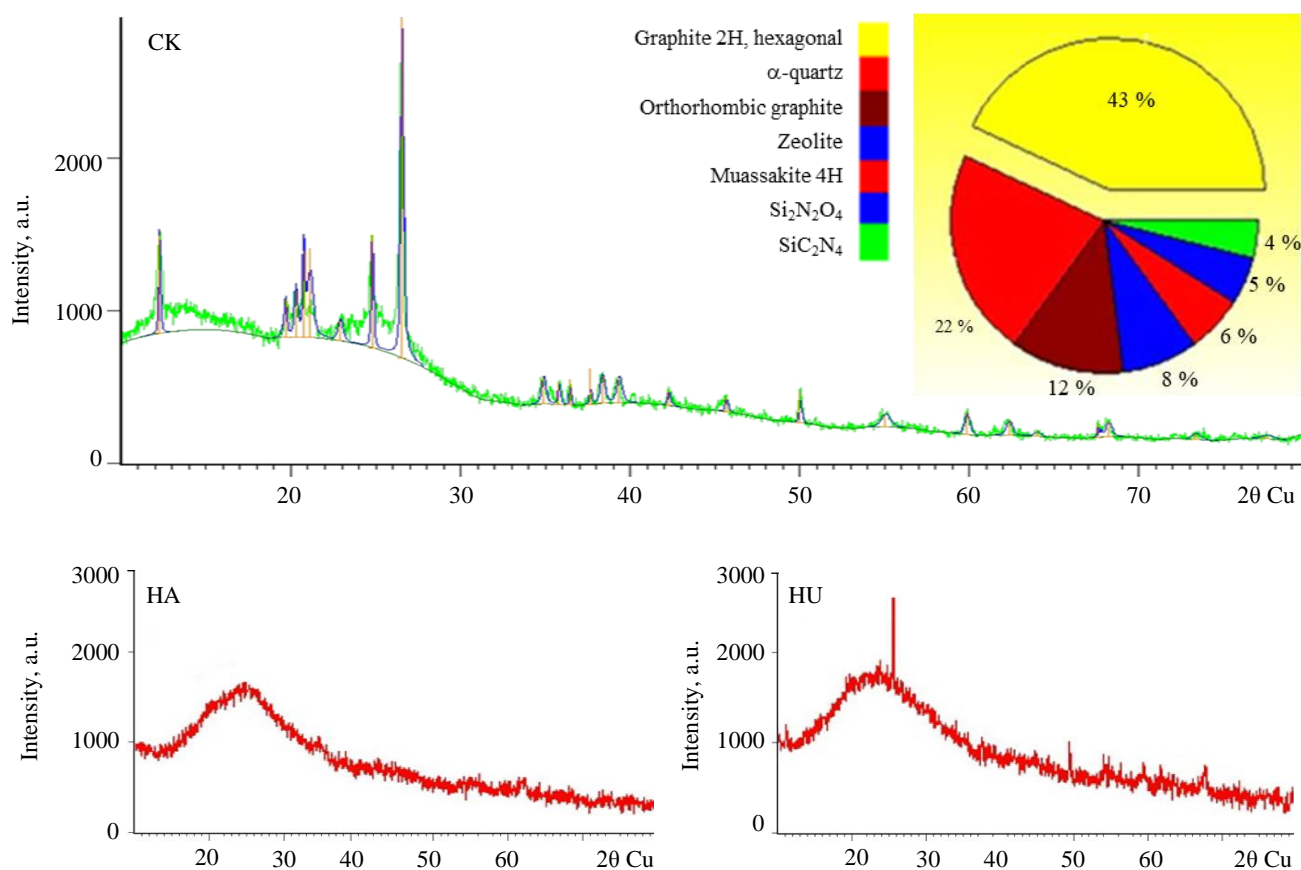 CK
Intensity, a.u.
2000
1000
0
20 30 40 50 60 70 2θ Cu
Graphite 2H, hexagonal
α-quartz
Orthorhombic graphite
Zeolite
Muassakite 4H
Si₂N₂O₄
SiC₂N₄
43 %
22 %
12 %
8 %
6 %
5 %
4 %
HA
Intensity, a.u.
3000
2000
1000
0
20 30 40 50 60 2θ Cu
HU
Intensity, a.u.
3000
2000
1000
0
20 30 40 50 60 2θ Cu